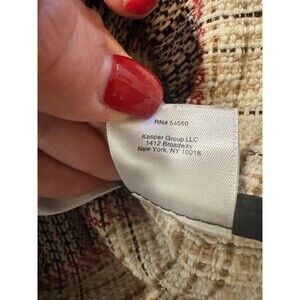 RN# 54050
Kasper Group LLC
1412 Broadway
New York, NY 10018